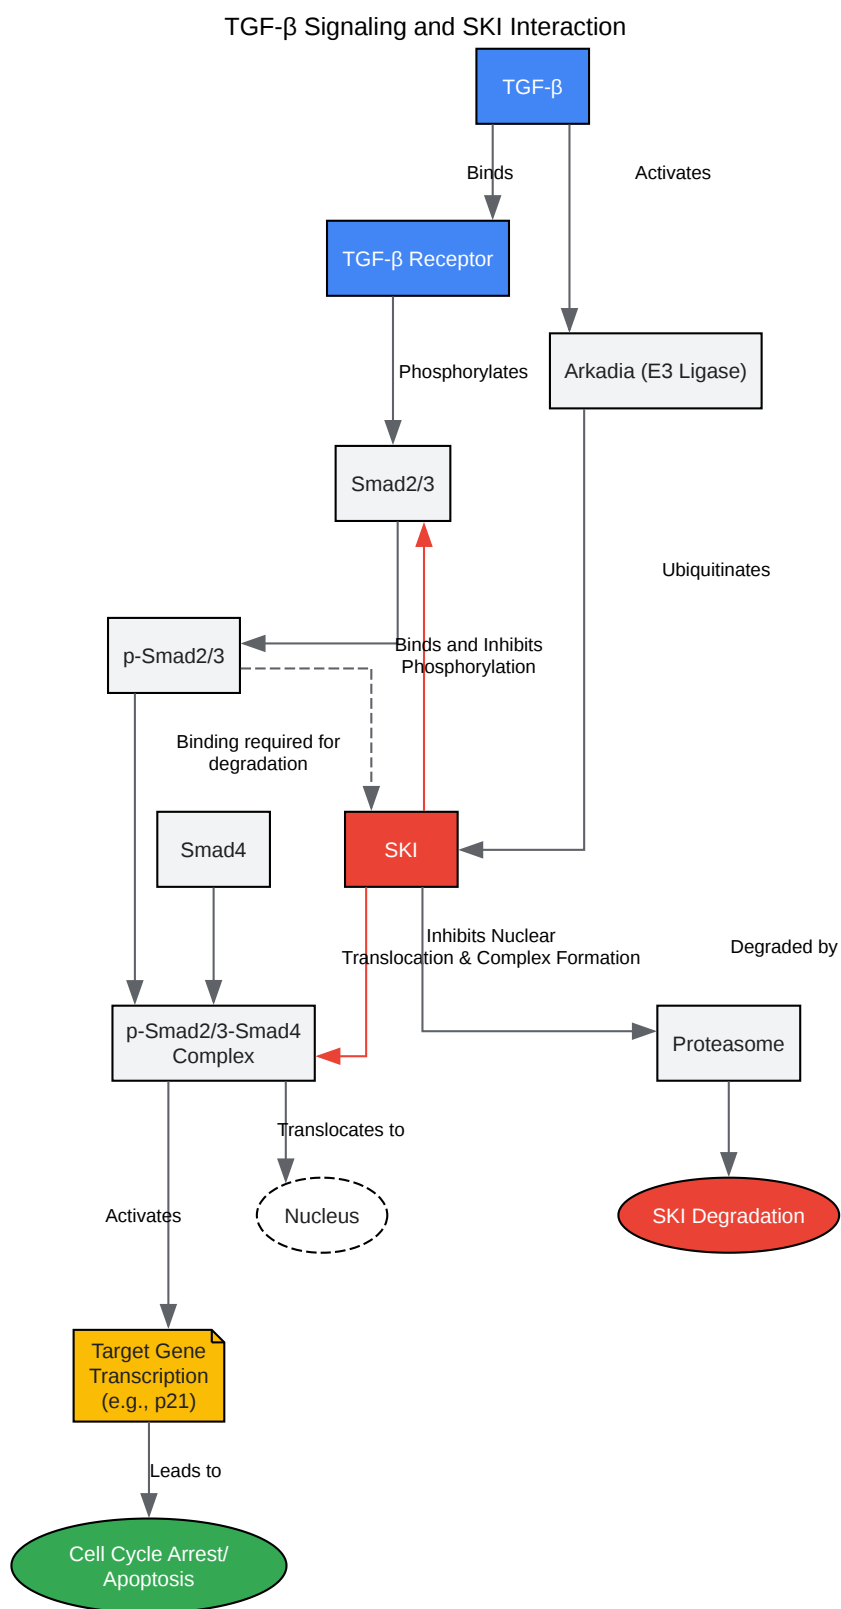 TGF-β Signaling and SKI Interaction
TGF-β
Binds
Activates
TGF-β Receptor
Phosphorylates
Arkadia (E3 Ligase)
Smad2/3
Ubiquitinates
p-Smad2/3
Binds and Inhibits
Phosphorylation
Binding required for
degradation
Smad4
SKI
Inhibits Nuclear
Translocation & Complex Formation
Degraded by
p-Smad2/3-Smad4
Complex
Proteasome
Translocates to
Activates
Nucleus
SKI Degradation
Target Gene
Transcription
(e.g., p21)
Leads to
Cell Cycle Arrest/
Apoptosis